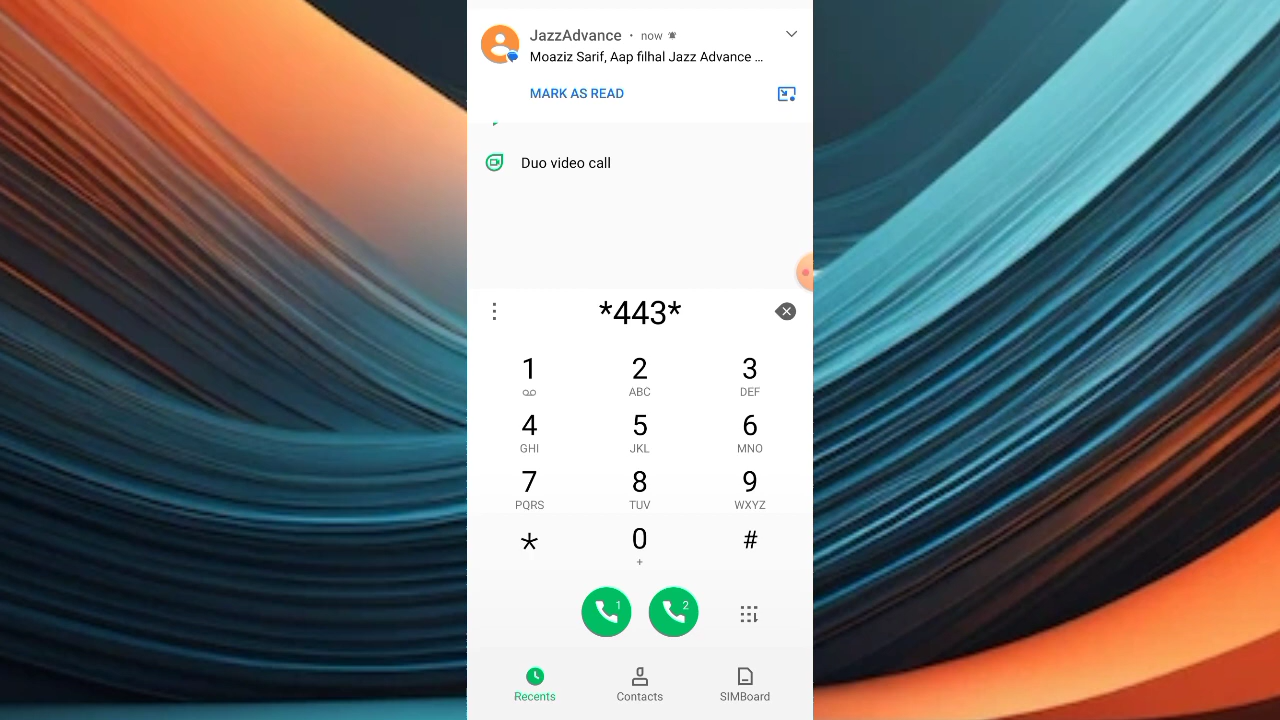 JazzAdvance • now
Moaziz Sarif, Aap filhal Jazz Advance ...
MARK AS READ
Duo video call
*443*
1 2 3
ABC DEF
4 5 6
GHI JKL MNO
7 8 9
PQRS TUV WXYZ
* 0 #
+
1 2
Recents Contacts SIMBoard